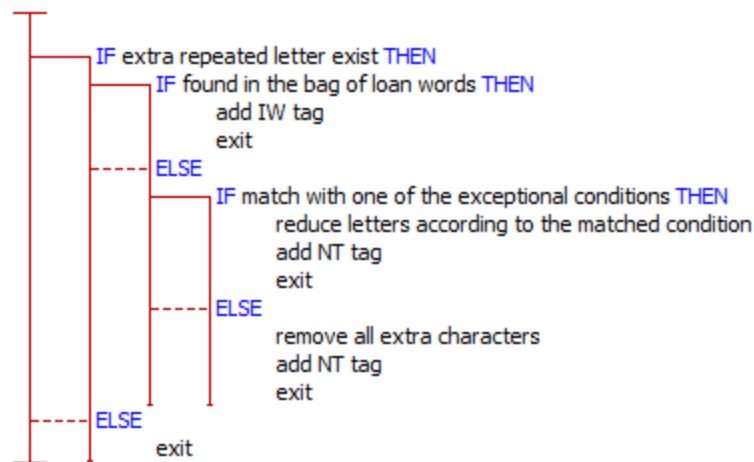 IF extra repeated letter exist THEN
IF found in the bag of loan words THEN
add IW tag
exit
ELSE
IF match with one of the exceptional conditions THEN
reduce letters according to the matched condition
add NT tag
exit
ELSE
remove all extra characters
add NT tag
exit
ELSE
exit